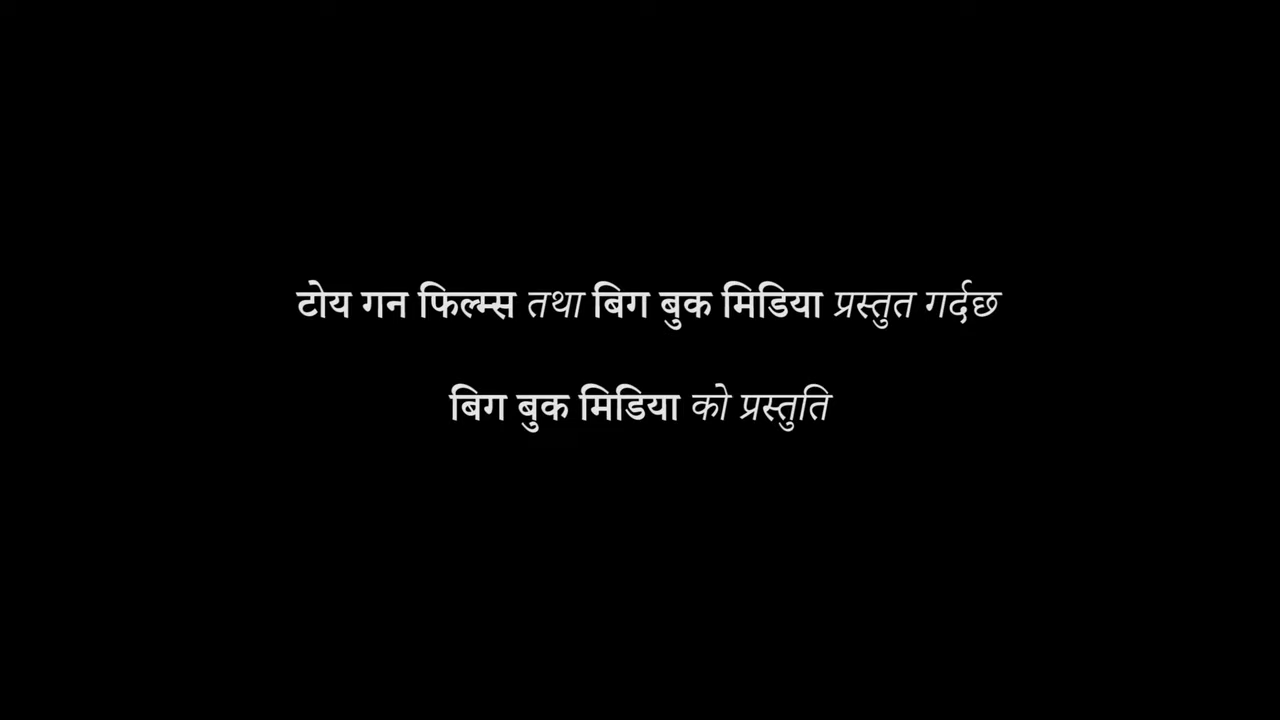 टोय गन फिल्म्स तथा बिग बुक मिडिया प्रस्तुत गर्दछ
बिग बुक मिडिया को प्रस्तुति